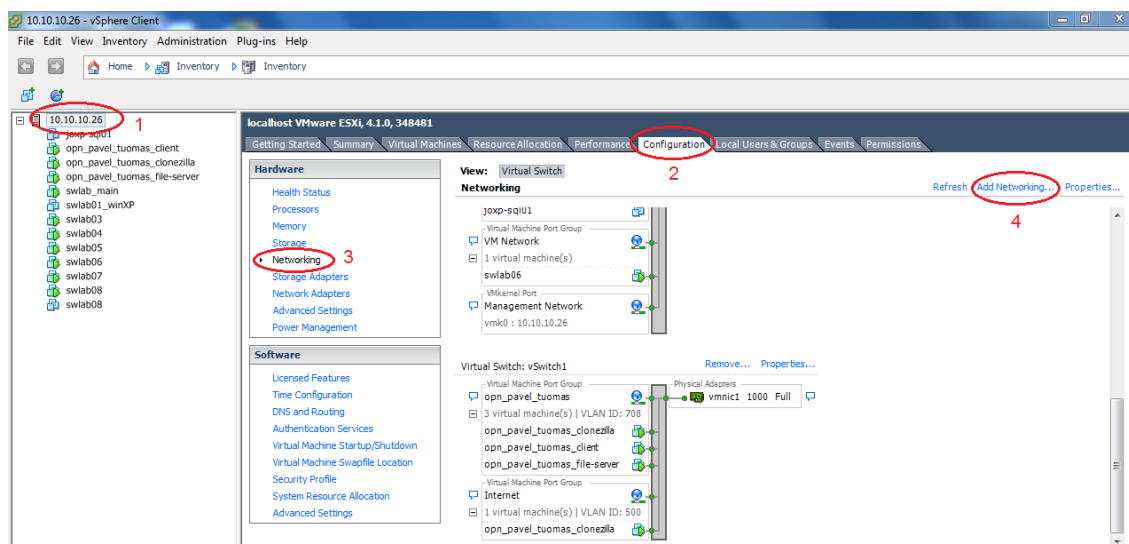 10.10.10.26 - vSphere Client
File Edit View Inventory Administration Plug-ins Help
Home Inventory Inventory
10.10.10.26
1
joxp-sql01
opn_pavel_tuomas_client
opn_pavel_tuomas_clonezilla
opn_pavel_tuomas_file-server
swlab_main
swlab01_winXP
swlab03
swlab04
swlab05
swlab06
swlab07
swlab08
swlab08
localhost VMware ESXi, 4.1.0, 348481
Getting Started Summary Virtual Machines Resource Allocation Performance Configuration Local Users & Groups Events Permissions
2
Hardware
Health Status
Processors
Memory
Storage
Networking
3
Storage Adapters
Network Adapters
Advanced Settings
Power Management
Software
Licensed Features
Time Configuration
DNS and Routing
Authentication Services
Virtual Machine Startup/Shutdown
Virtual Machine Swapfile Location
Security Profile
System Resource Allocation
Advanced Settings
View: Virtual Switch
Networking
Refresh Add Networking... Properties...
4
joxp-sql01
Virtual Machine Port Group
VM Network
1 virtual machine(s)
swlab06
VMkernel Port
Management Network
vmk0 : 10.10.10.26
Virtual Switch: vSwitch1
Remove... Properties...
Virtual Machine Port Group
opn_pavel_tuomas
3 virtual machine(s) | VLAN ID: 708
opn_pavel_tuomas_clonezilla
opn_pavel_tuomas_client
opn_pavel_tuomas_file-server
Physical Adapters
vmnic1 1000 Full
Virtual Machine Port Group
Internet
1 virtual machine(s) | VLAN ID: 500
opn_pavel_tuomas_clonezilla